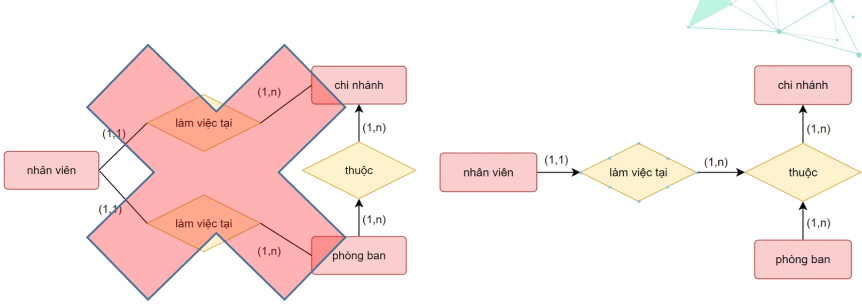 chi nhánh
(1,n)
làm việc tại
(1,1)
(1,n)
nhân viên
thuộc
(1,1)
(1,n)
làm việc tại
(1,n)
phòng ban
chi nhánh
(1,n)
nhân viên
(1,1)
làm việc tại
(1,n)
thuộc
(1,n)
phòng ban